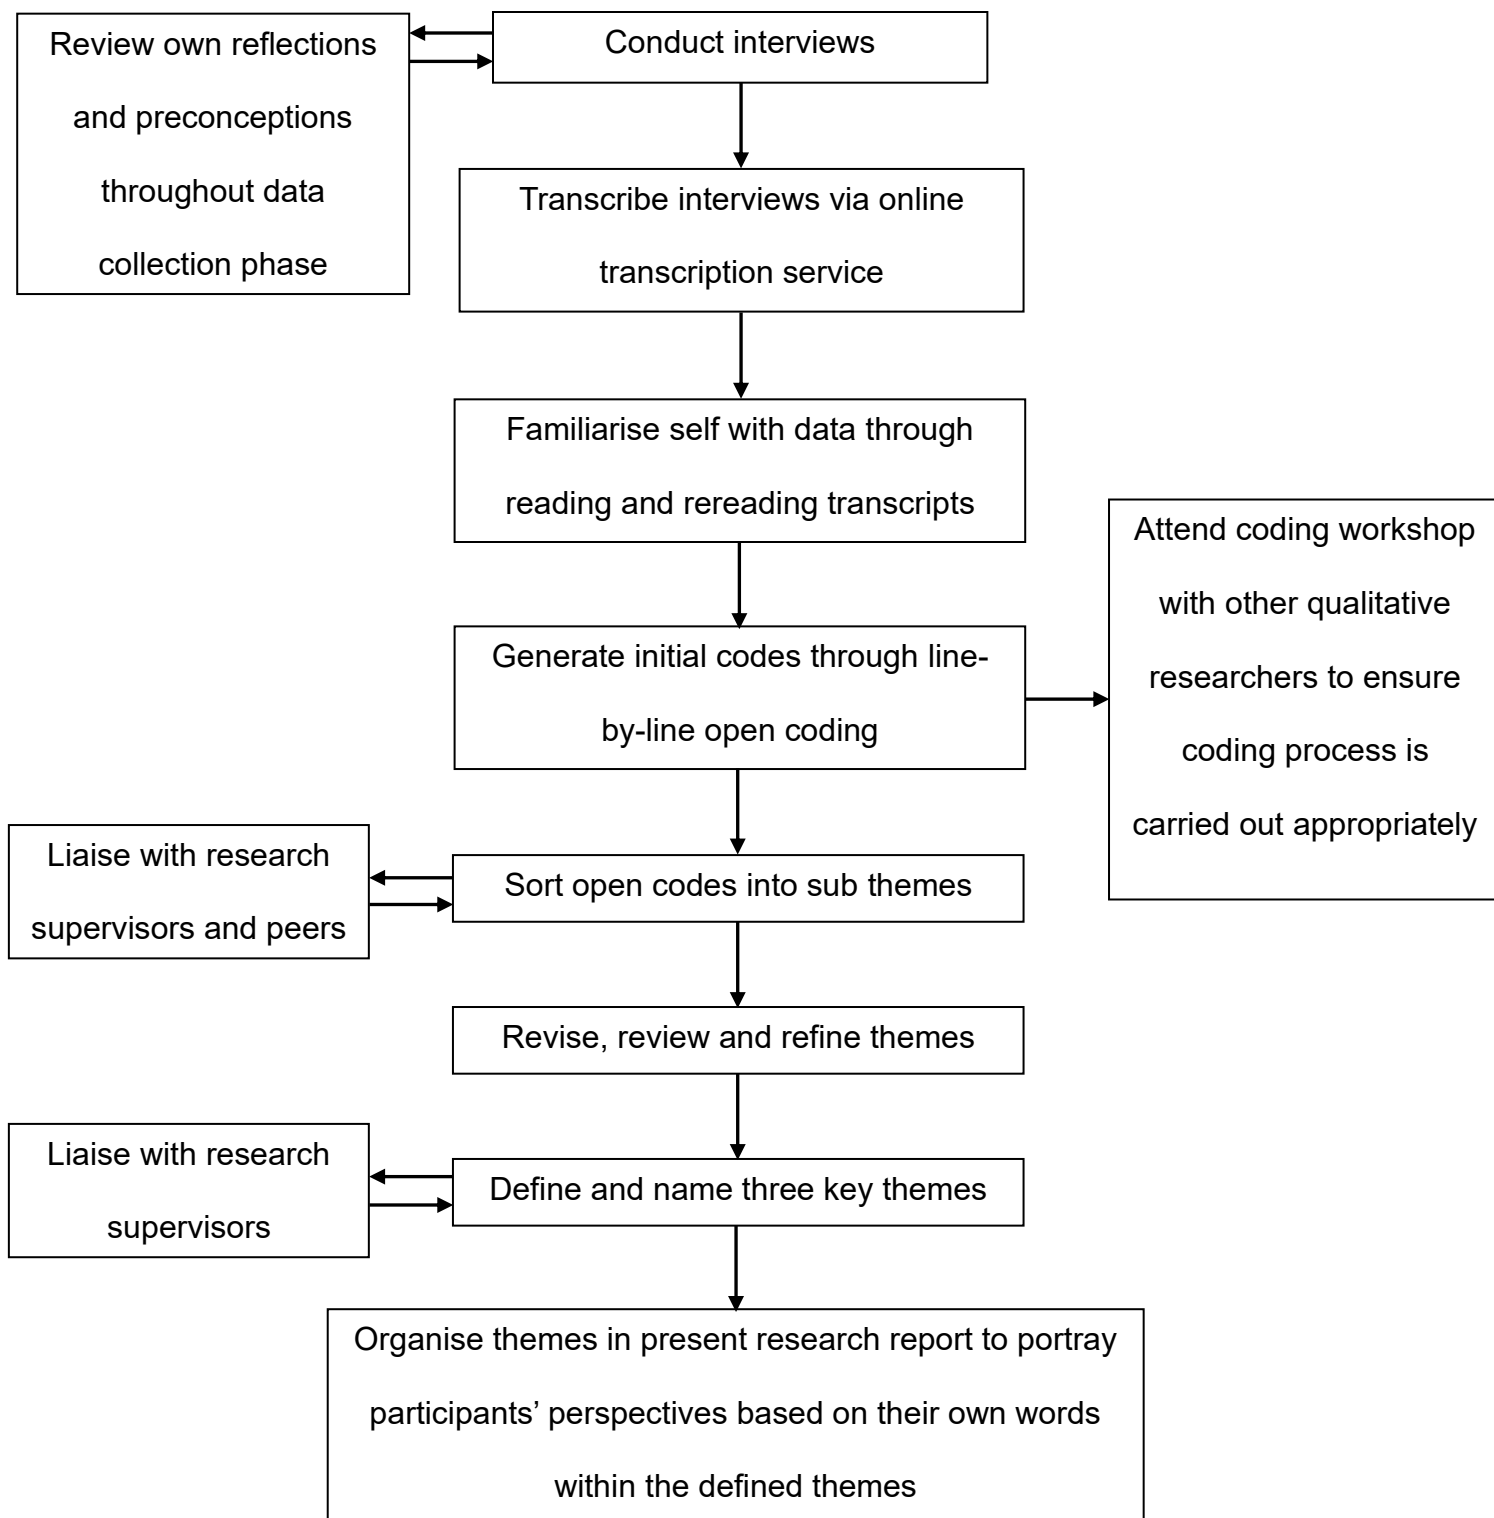 Review own reflections
and preconceptions
throughout data
collection phase
Conduct interviews
Transcribe interviews via online
transcription service
Familiarise self with data through
reading and rereading transcripts
Attend coding workshop
with other qualitative
researchers to ensure
coding process is
carried out appropriately
Generate initial codes through line-
by-line open coding
Liaise with research
supervisors and peers
Sort open codes into sub themes
Revise, review and refine themes
Liaise with research
supervisors
Define and name three key themes
Organise themes in present research report to portray
participants’ perspectives based on their own words
within the defined themes